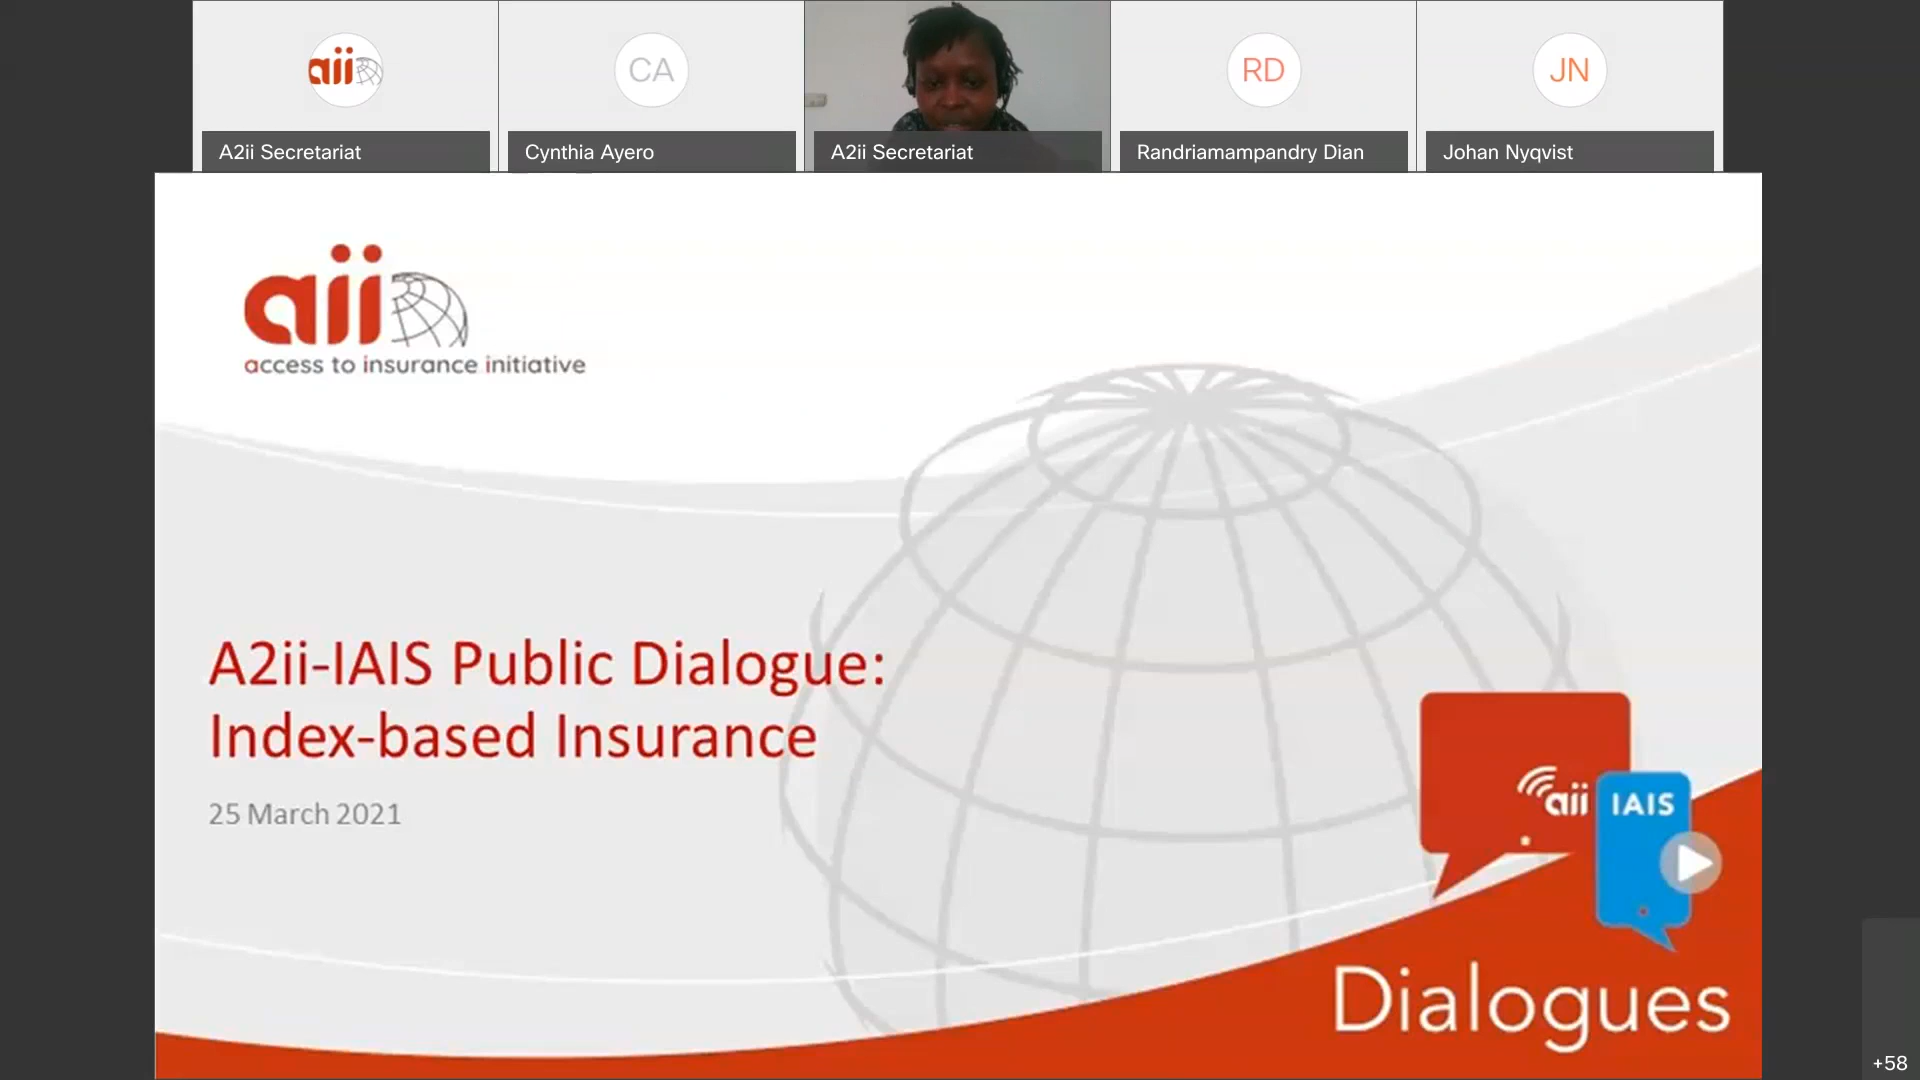 aii
CA
RD
JN
A2ii Secretariat
Cynthia Ayero
A2ii Secretariat
Randriamampandry Dian
Johan Nyqvist
aii
access to insurance initiative
A2ii-IAIS Public Dialogue:
Index-based Insurance
25 March 2021
aii
IAIS
Dialogues
+58